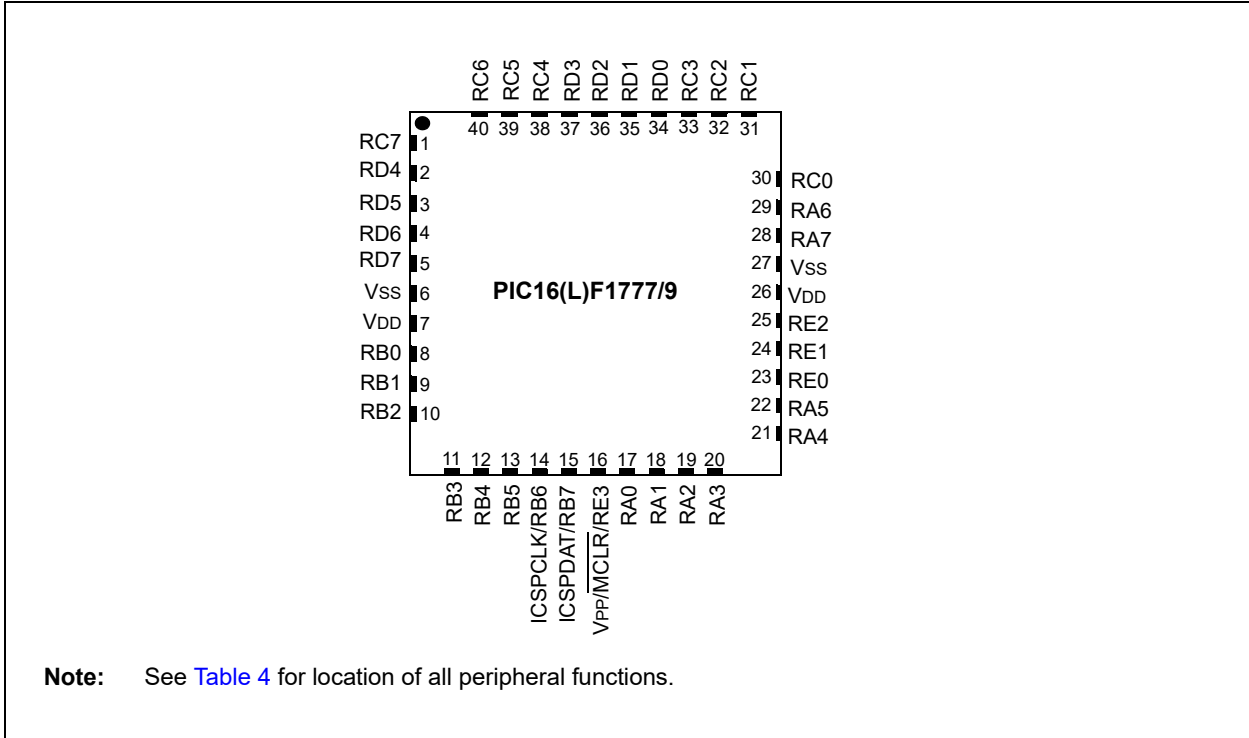 RC6
RC5
RC4
RD3
RD2
RD1
RD0
RC3
RC2
RC1
40 39 38 37 36 35 34 33 32 31
RC7 1
RD4 2
RD5 3
RD6 4
RD7 5
VSS 6
VDD 7
RB0 8
RB1 9
RB2 10
PIC16(L)F1777/9
30 RC0
29 RA6
28 RA7
27 VSS
26 VDD
25 RE2
24 RE1
23 RE0
22 RA5
21 RA4
11 12 13 14 15 16 17 18 19 20
RB3
RB4
RB5
ICSPCLK/RB6
ICSPDAT/RB7
VPP/MCLR/RE3
RA0
RA1
RA2
RA3
Note: See Table 4 for location of all peripheral functions.